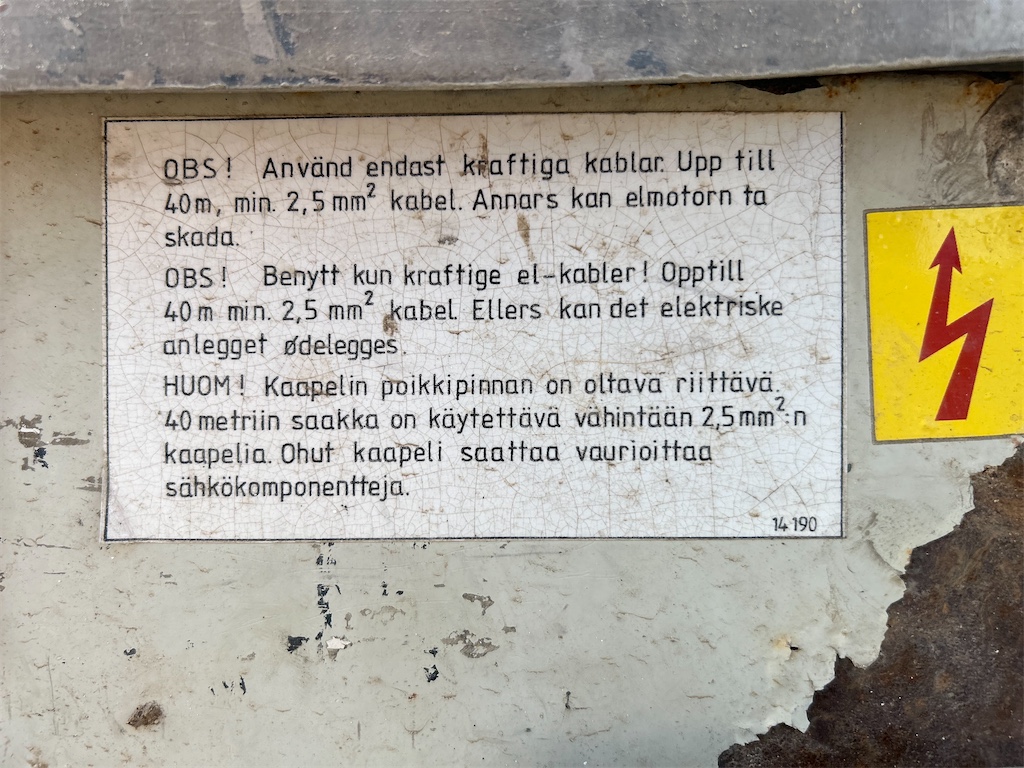 OBS! Använd endast kraftiga kablar. Upp till
40m, min. 2,5 mm² kabel. Annars kan elmotorn ta
skada.
OBS! Benytt kun kraftige el-kabler! Opptill
40m min. 2,5 mm² kabel. Ellers kan det elektriske
anlegget ødelegges.
HUOM! Kaapelin poikkipinnan on oltava riittävä.
40 metriin saakka on käytettävä vähintään 2,5mm²:n
kaapelia. Ohut kaapeli saattaa vaurioittaa
sähkökomponentteja.
14190